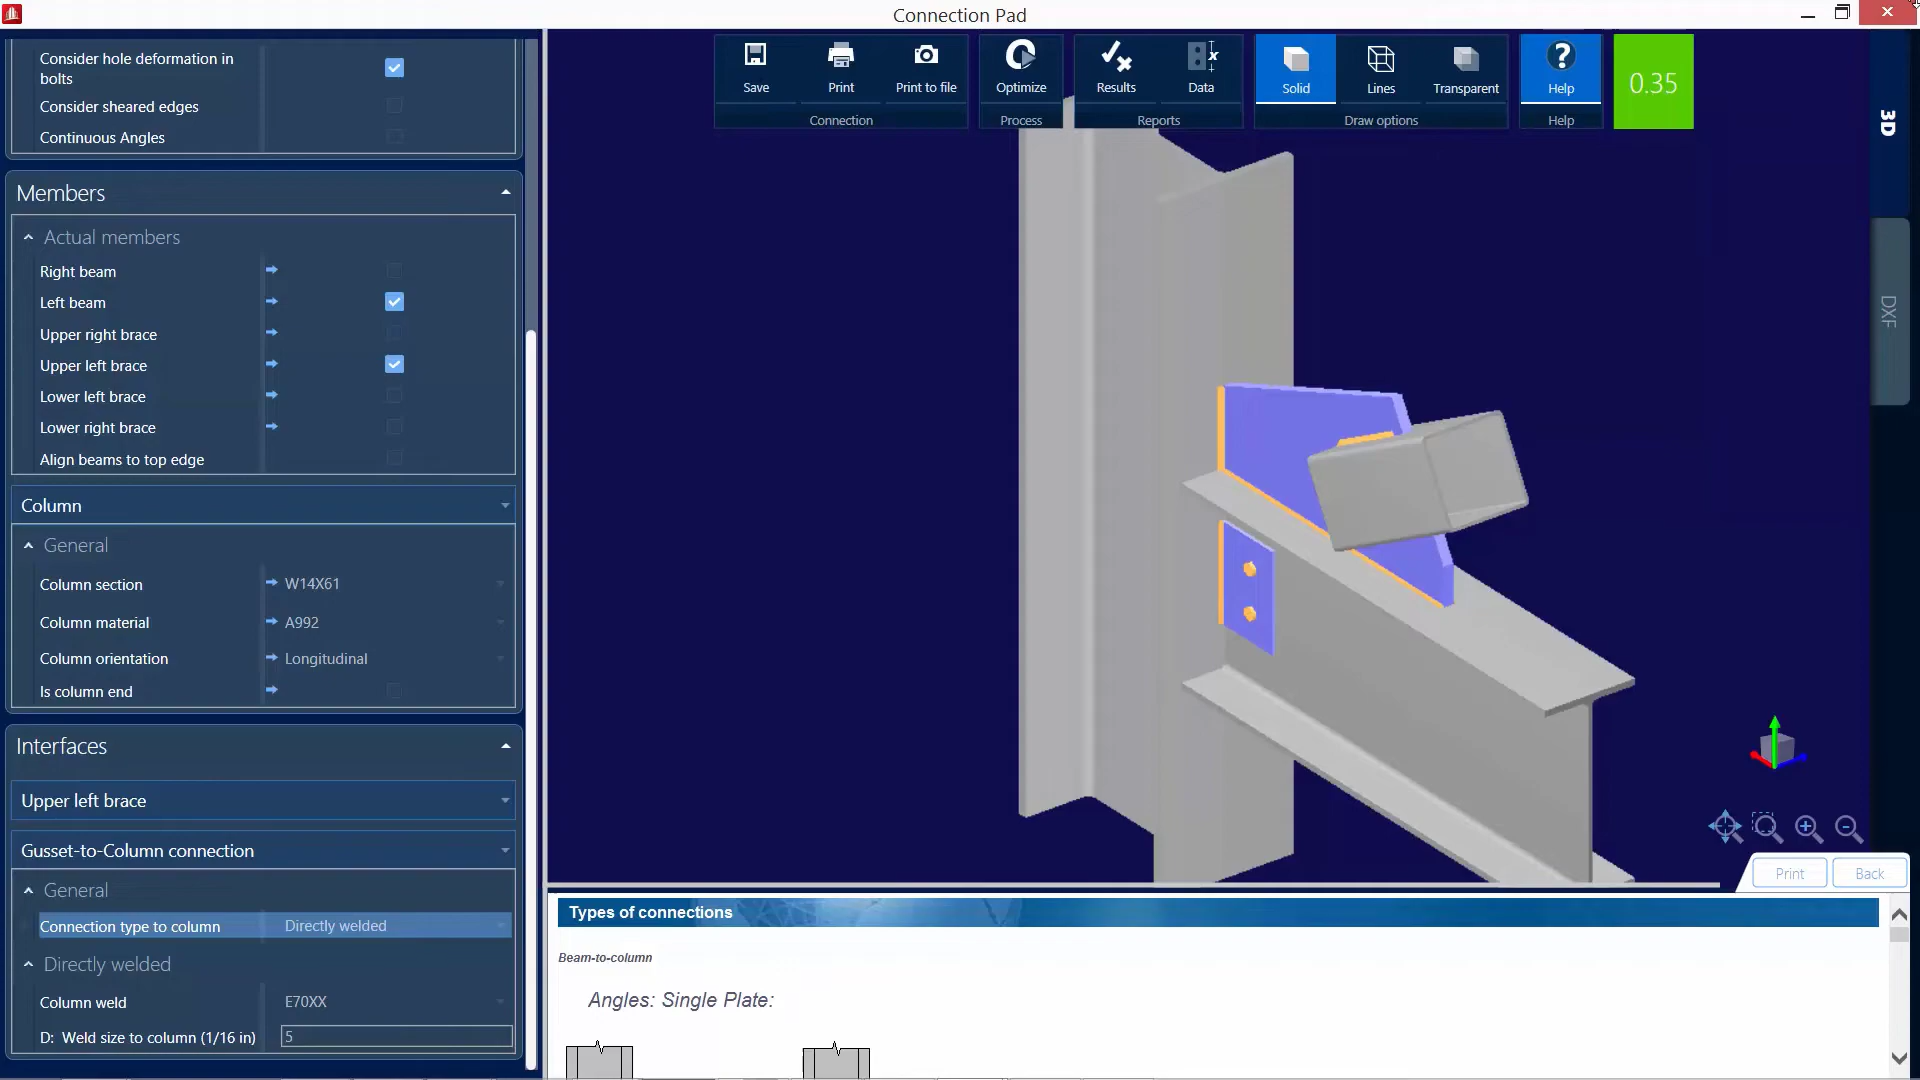 Connection Pad
Consider hole deformation in
bolts
Consider sheared edges
Continuous Angles
Members
Actual members
Right beam
Left beam
Upper right brace
Upper left brace
Lower left brace
Lower right brace
Align beams to top edge
Column
General
Column section W14X61
Column material A992
Column orientation Longitudinal
Is column end
Interfaces
Upper left brace
Gusset-to-Column connection
General
Connection type to column Directly welded
Directly welded
Column weld E70XX
D: Weld size to column (1/16 in) 5
Save Print Print to file Optimize Results Data Solid Lines Transparent Help 0.35
Connection Process Reports Draw options Help
3D
DXF
Print Back
Types of connections
Beam-to-column
Angles: Single Plate: